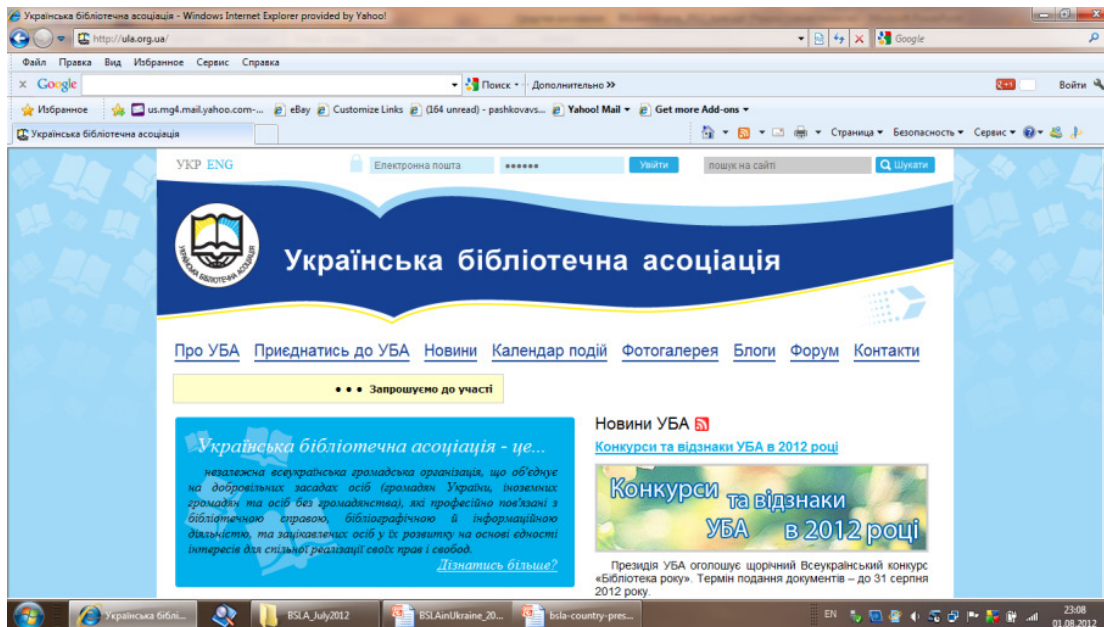 Українська бібліотечна асоціація - Windows Internet Explorer provided by Yahoo!
http://ula.org.ua/
Google
Файл Правка Вид Избранное Сервис Справка
x Google Поиск Дополнительно >> Войти
Избранное us.mg4.mail.yahoo.com-... eBay Customize Links (164 unread) - pashkovavs... Yahoo! Mail Get more Add-ons
Українська бібліотечна асоціація Страница Безопасность Сервис
УКР ENG Електронна пошта •••••• Увійти пошук на сайті Шукати
УКРАЇНСЬКА БІБЛІОТЕЧНА АСОЦІАЦІЯ
Українська бібліотечна асоціація
Про УБА Приєднатись до УБА Новини Календар подій Фотогалерея Блоги Форум Контакти
• • • Запрошуємо до участі
Українська бібліотечна асоціація - це...
незалежна всеукраїнська громадська організація, що об'єднує
на добровільних засадах осіб (громадян України, іноземних
громадян та осіб без громадянства), які професійно пов'язані з
бібліотечною справою, бібліографічною й інформаційною
діяльністю, та зацікавлених осіб у їх розвитку на основі єдності
інтересів для спільної реалізації своїх прав і свобод.
Дізнатись більше?
Новини УБА
Конкурси та відзнаки УБА в 2012 році
Конкурси та відзнаки
УБА в 2012 році
Президія УБА оголошує щорічний Всеукраїнський конкурс
«Бібліотека року». Термін подання документів – до 31 серпня
2012 року.
Українська біблі... BSLA_July2012 BSLAinUkraine_20... bsla-country-pres... EN 23:08
01.08.2012